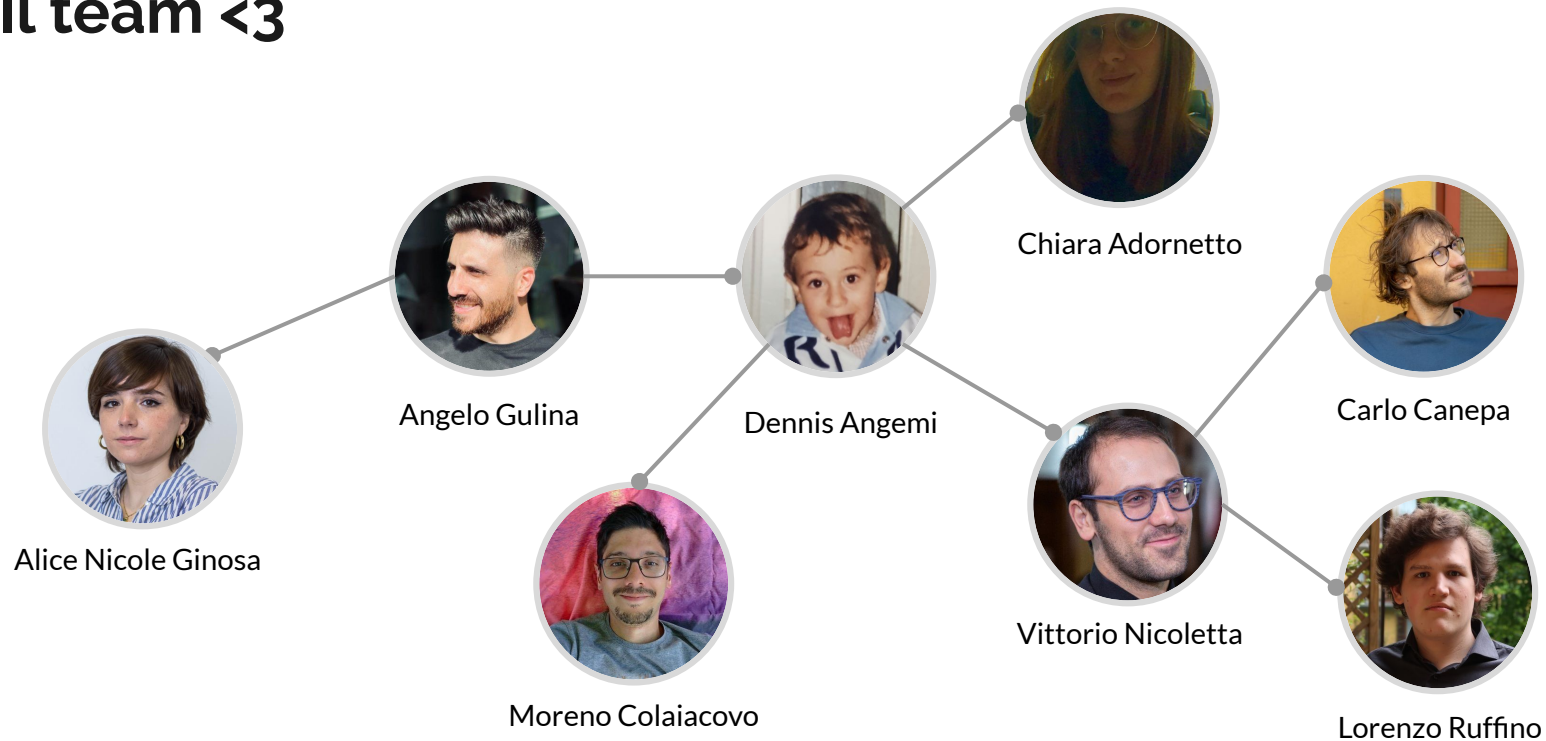 Il team <3
Chiara Adornetto
Angelo Gulina
Dennis Angemi
Carlo Canepa
Alice Nicole Ginosa
Vittorio Nicoletta
Moreno Colaiacovo
Lorenzo Ruffino